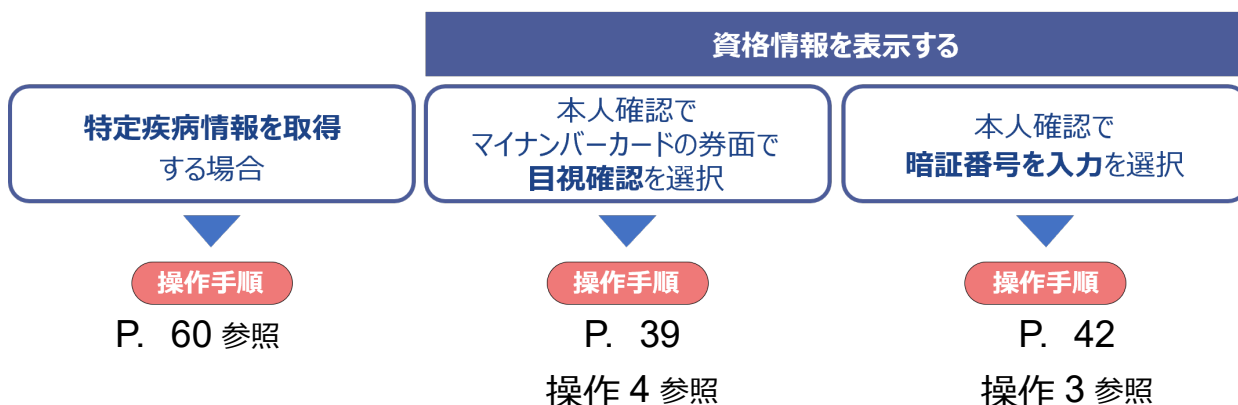 資格情報を表示する
特定疾病情報を取得
する場合
操作手順
P. 60 参照
本人確認で
マイナンバーカードの券面で
目視確認を選択
操作手順
P. 39
操作 4 参照
本人確認で
暗証番号を入力を選択
操作手順
P. 42
操作 3 参照